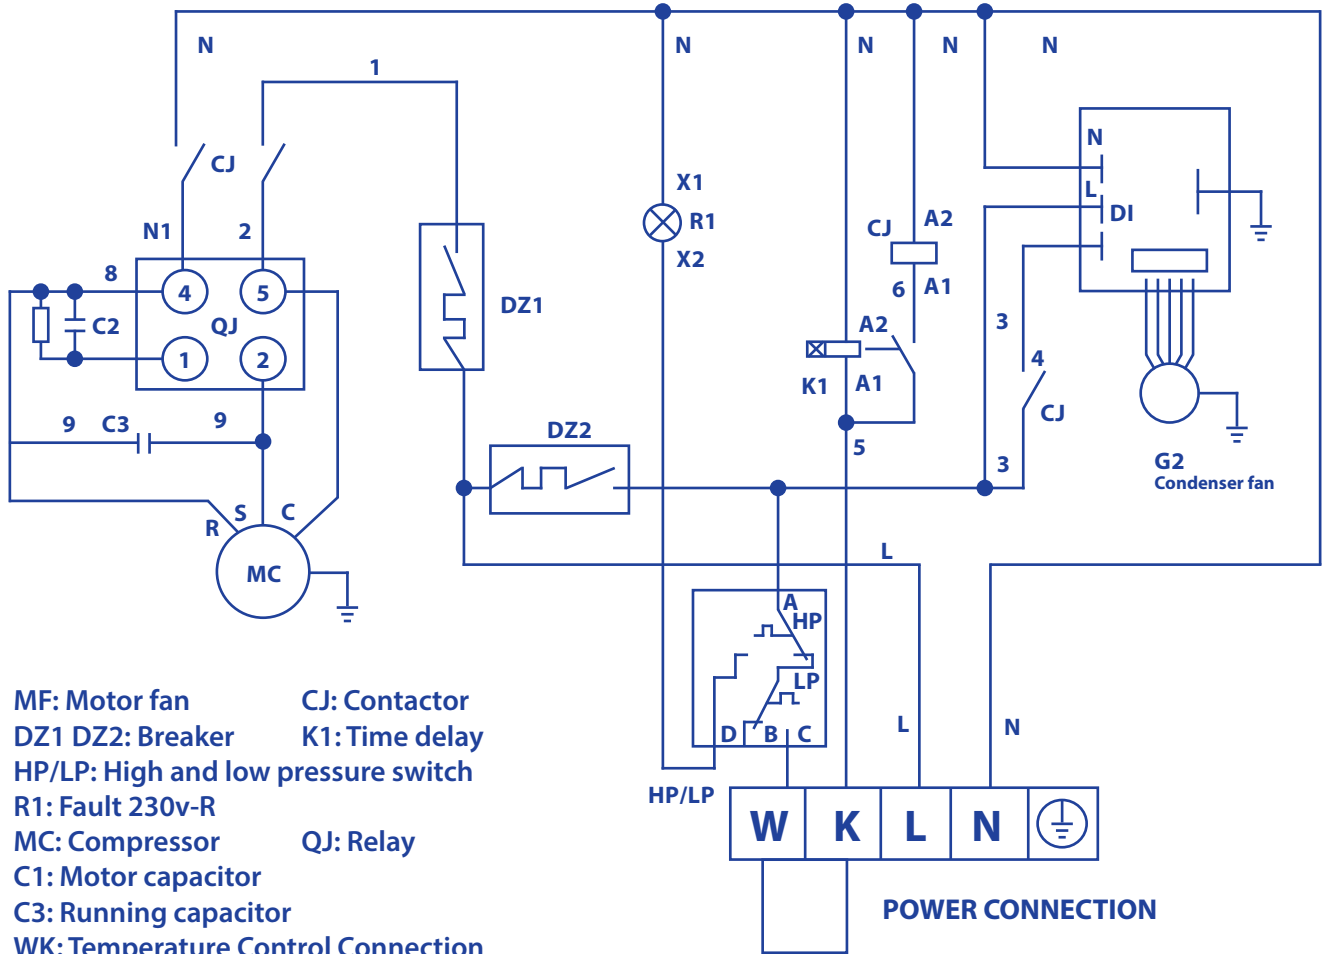 N N N N N
1
CJ
N
L
DI
X1
R1
X2
CJ A2
6 A1
N1 2
8
4 5
C2 QJ
1 2
DZ1
A2
K1 A1
3
4
CJ
9 C3 9
DZ2
5
3
G2
Condenser fan
R S C
MC
L
A
HP
LP
D B C
L N
HP/LP
W K L N
POWER CONNECTION
MF: Motor fan CJ: Contactor
DZ1 DZ2: Breaker K1: Time delay
HP/LP: High and low pressure switch
R1: Fault 230v-R
MC: Compressor QJ: Relay
C1: Motor capacitor
C3: Running capacitor
WK: Temperature Control Connection